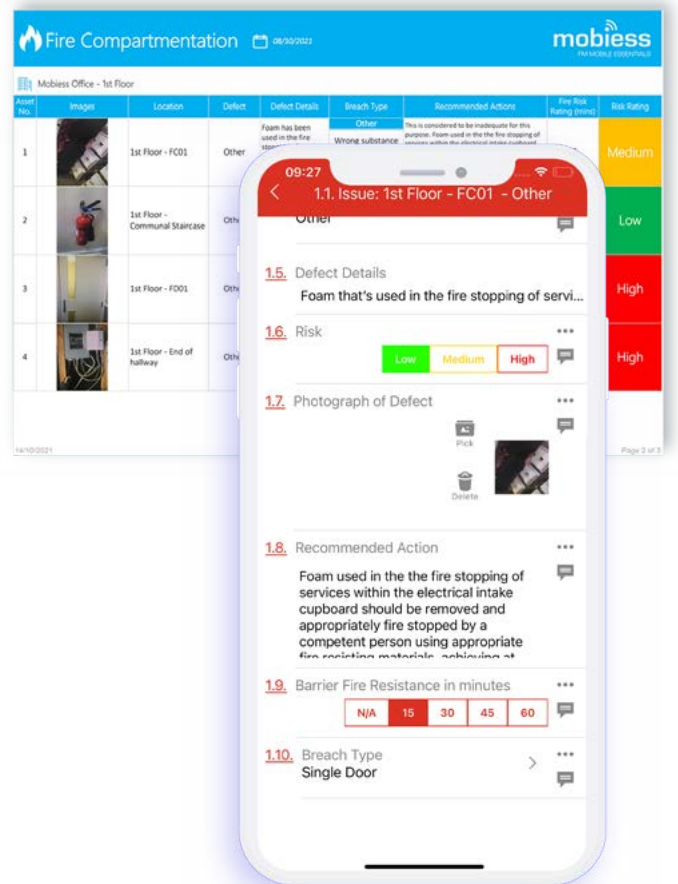 Fire Compartmentation
08/10/2021
mobiess
FM MOBILE ESSENTIALS
Mobiess Office - 1st Floor
Asset No.
Images
Location
Defect
Defect Details
Breach Type
Recommended Actions
Fire Risk Rating (mins)
Risk Rating
1
1st Floor - FC01
Other
Foam has been
used in the fire
Other
Wrong substance
This is considered to be inadequate for this
purpose. Foam used in the the fire stopping of
services within the electrical intake cupboard
Medium
2
1st Floor -
Communal Staircase
Low
3
1st Floor - FD01
High
4
1st Floor - End of
hallway
High
14/10/2021
Page 2 of 3
09:27
1.1. Issue: 1st Floor - FC01 - Other
Other
1.5. Defect Details
Foam that's used in the fire stopping of servi...
1.6. Risk
Low
Medium
High
1.7. Photograph of Defect
Pick
Delete
1.8. Recommended Action
Foam used in the the fire stopping of
services within the electrical intake
cupboard should be removed and
appropriately fire stopped by a
competent person using appropriate
fire resisting materials, achieving at
1.9. Barrier Fire Resistance in minutes
N/A
15
30
45
60
1.10. Breach Type
Single Door